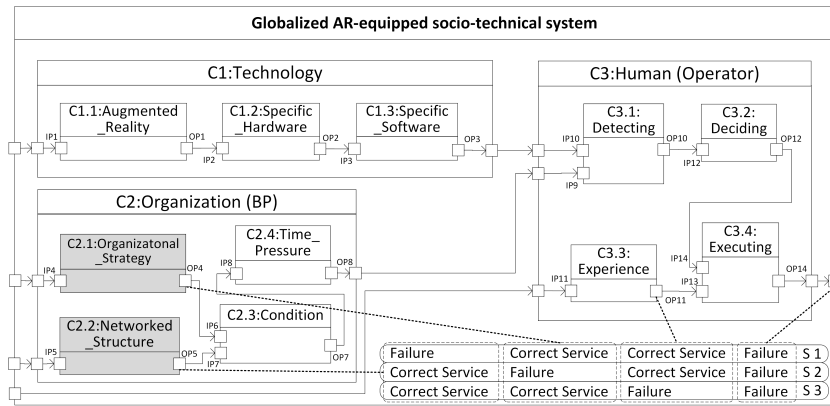 Globalized AR-equipped socio-technical system
C1:Technology
C1.1:Augmented
_Reality
C1.2:Specific
_Hardware
C1.3:Specific
_Software
IP1
OP1
IP2
OP2
IP3
OP3
C2:Organization (BP)
C2.1:Organizatonal
_Strategy
IP4
OP4
C2.2:Networked
_Structure
IP5
OP5
C2.4:Time_
Pressure
IP8
OP8
C2.3:Condition
IP6
IP7
OP7
C3:Human (Operator)
C3.1:
Detecting
IP10
IP9
OP10
C3.2:
Deciding
IP12
OP12
C3.3:
Experience
IP11
OP11
C3.4:
Executing
IP14
IP13
OP14
Failure Correct Service Correct Service Failure S 1
Correct Service Failure Correct Service Failure S 2
Correct Service Correct Service Failure Failure S 3